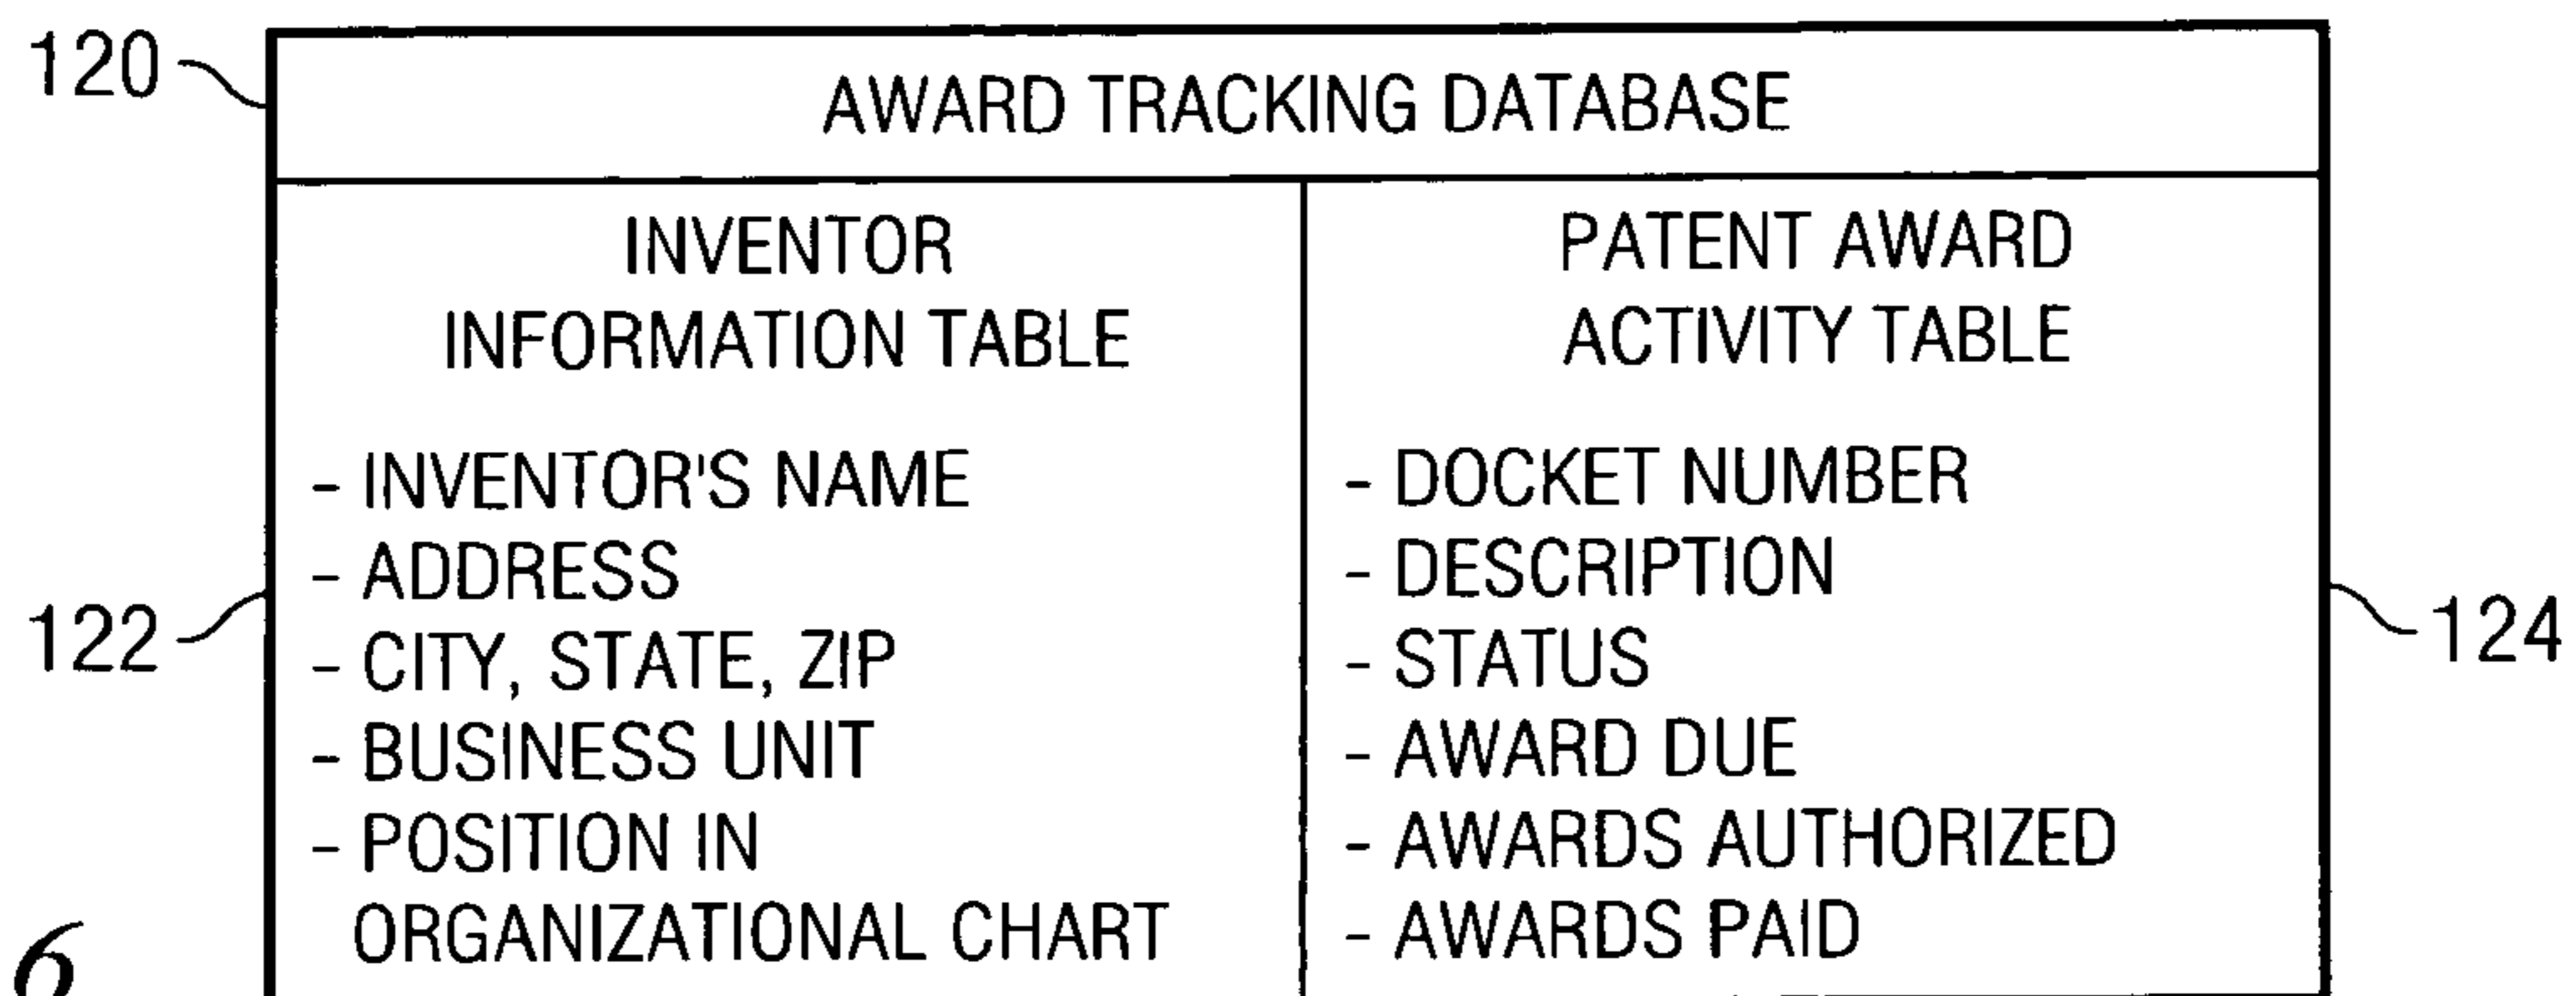 120
AWARD TRACKING DATABASE
INVENTOR
INFORMATION TABLE
- INVENTOR'S NAME
- ADDRESS
- CITY, STATE, ZIP
- BUSINESS UNIT
- POSITION IN
ORGANIZATIONAL CHART
122
PATENT AWARD
ACTIVITY TABLE
- DOCKET NUMBER
- DESCRIPTION
- STATUS
- AWARD DUE
- AWARDS AUTHORIZED
- AWARDS PAID
124
6